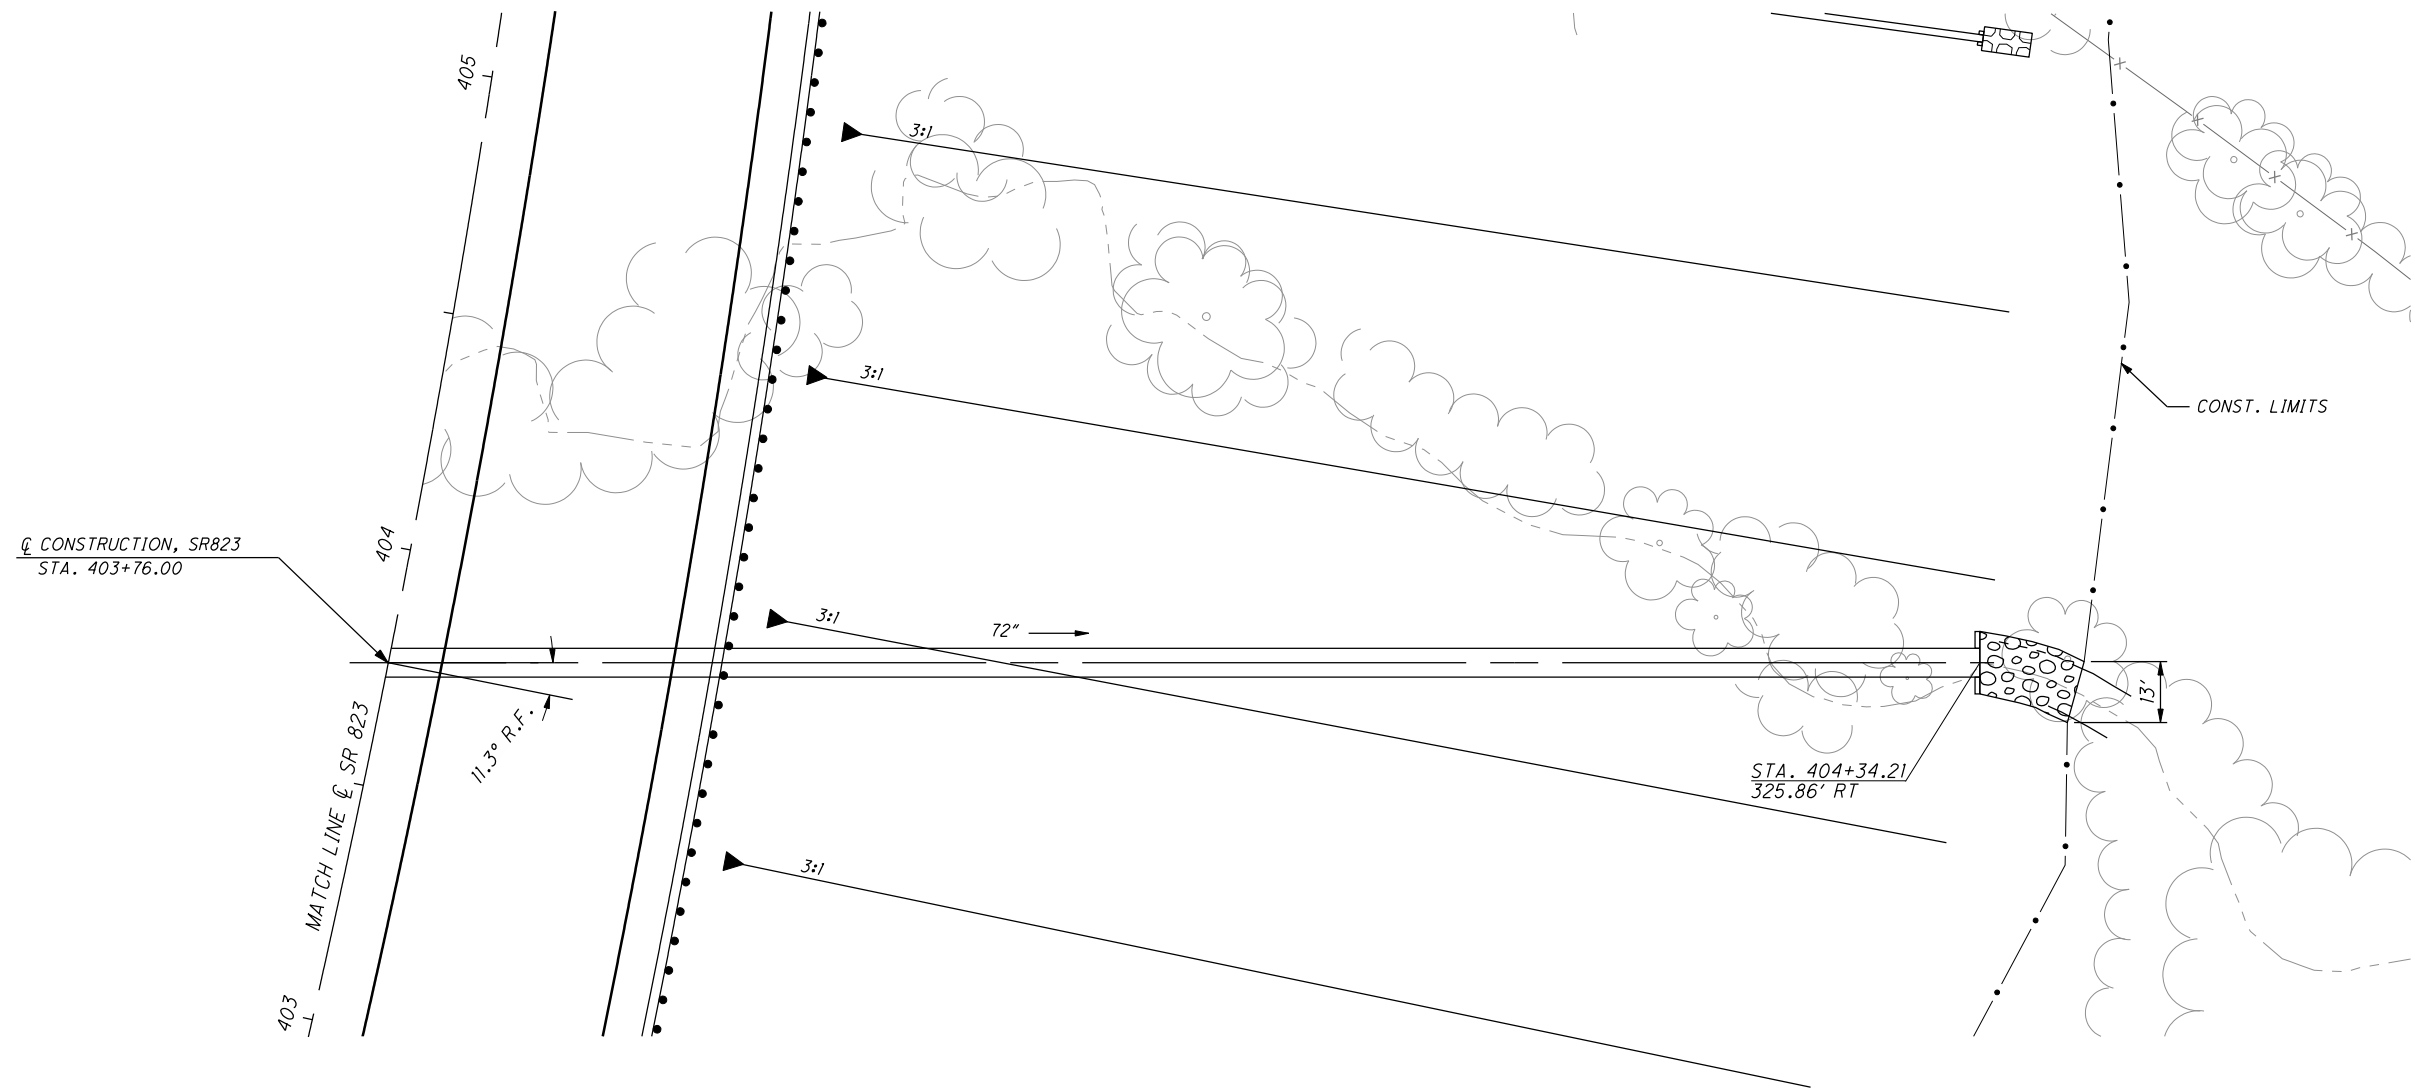 405
3:1
3:1
CONST. LIMITS
404
℄ CONSTRUCTION, SR823
STA. 403+76.00
3:1
72"
13'
11.3° R.F.
MATCH LINE ℄ SR 823
STA. 404+34.21
325.86' RT
3:1
403